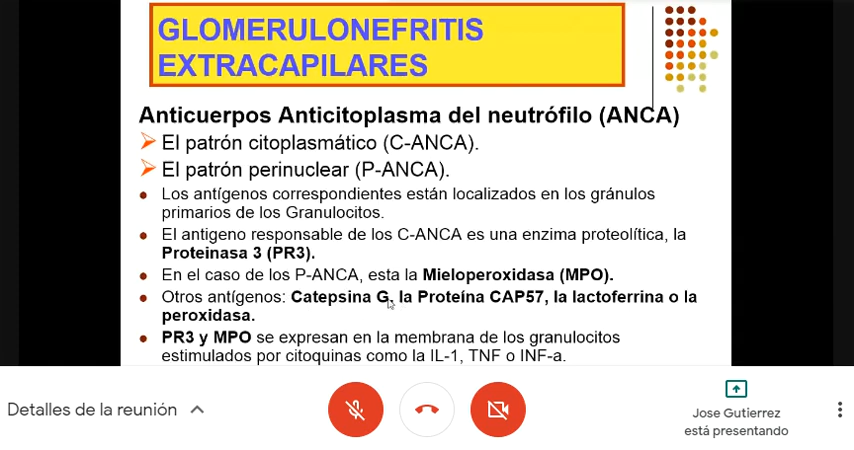 GLOMERULONEFRITIS
EXTRACAPILARES
Anticuerpos Anticitoplasma del neutrófilo (ANCA)
El patrón citoplasmático (C-ANCA).
El patrón perinuclear (P-ANCA).
Los antígenos correspondientes están localizados en los gránulos
primarios de los Granulocitos.
El antigeno responsable de los C-ANCA es una enzima proteolítica, la
Proteinasa 3 (PR3).
En el caso de los P-ANCA, esta la Mieloperoxidasa (MPO).
Otros antígenos: Catepsina G, la Proteína CAP57, la lactoferrina o la
peroxidasa.
PR3 y MPO se expresan en la membrana de los granulocitos
estimulados por citoquinas como la IL-1, TNF o INF-a.
Detalles de la reunión
Jose Gutierrez
está presentando